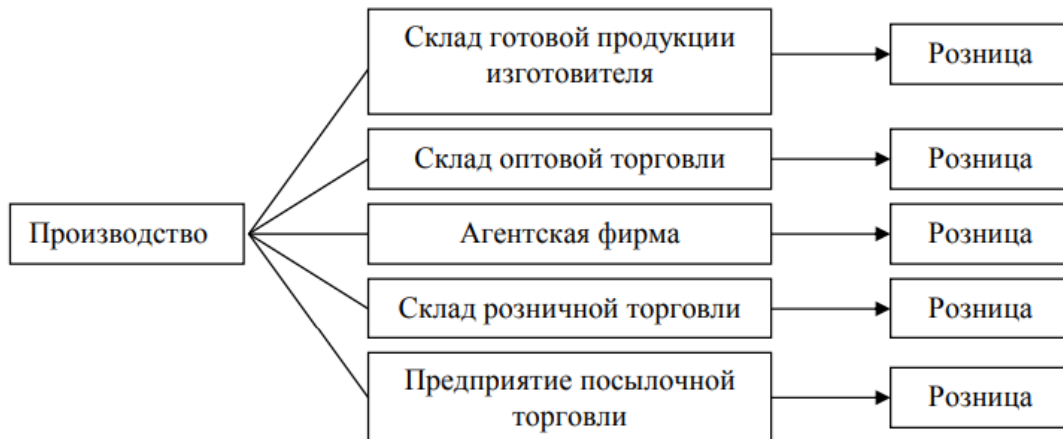 Склад готовой продукции
изготовителя
Розница
Склад оптовой торговли
Розница
Производство
Агентская фирма
Розница
Склад розничной торговли
Розница
Предприятие посылочной
торговли
Розница